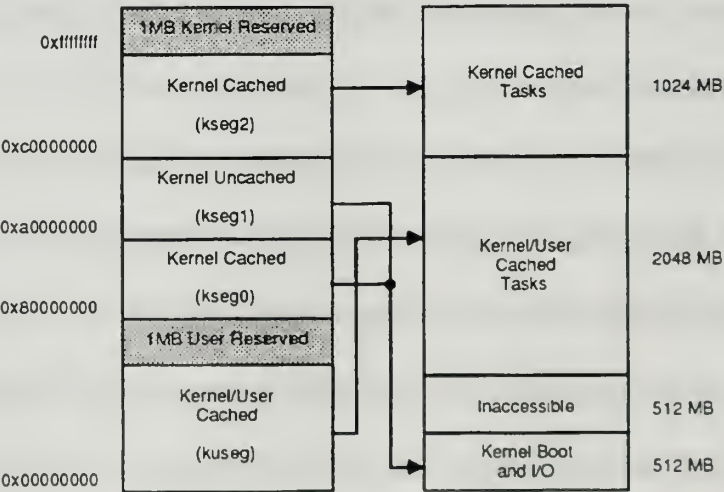 1MB Kernel Reserved
0xffffffff
Kernel Cached
(kseg2)
0xc0000000
Kernel Uncached
(kseg1)
0xa0000000
Kernel Cached
(kseg0)
0x80000000
1MB User Reserved
Kernel/User
Cached
(kuseg)
0x00000000
Kernel Cached
Tasks
1024 MB
Kernel/User
Cached
Tasks
2048 MB
Inaccessible
512 MB
Kernel Boot
and I/O
512 MB